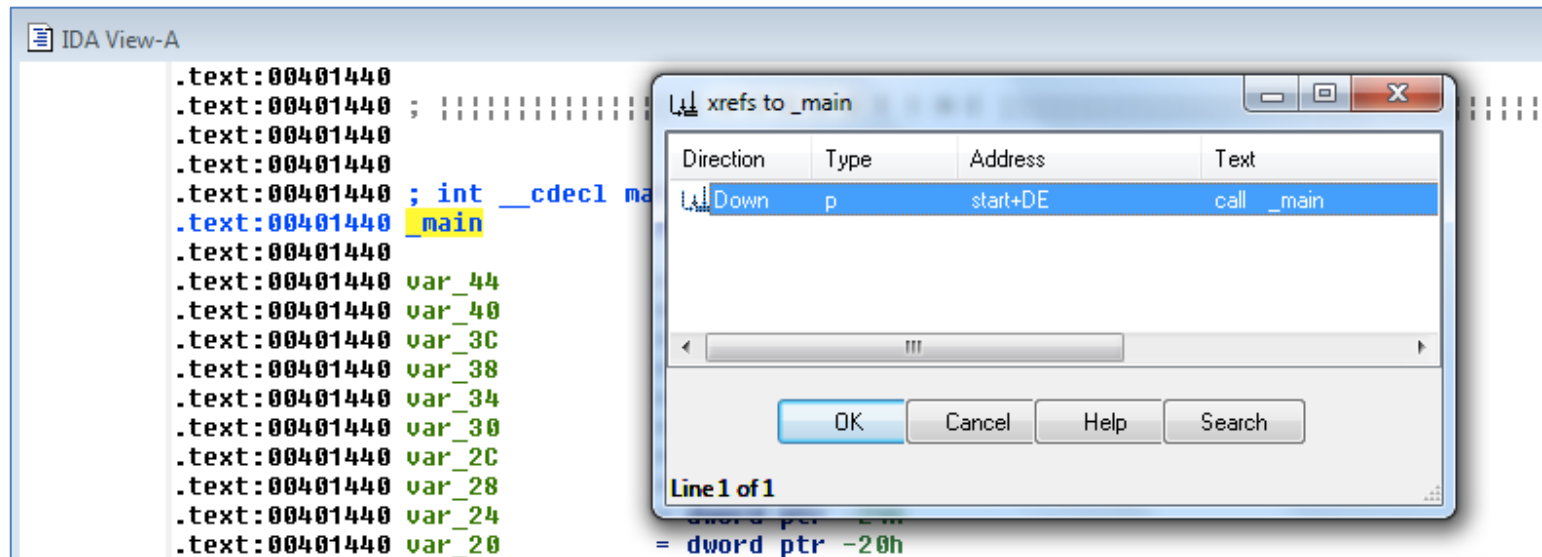 IDA View-A
.text:00401440
.text:00401440 ; ¦¦¦¦¦¦¦¦¦¦¦¦¦
.text:00401440
.text:00401440
.text:00401440 ; int __cdecl ma
.text:00401440 _main
.text:00401440
.text:00401440 var_44
.text:00401440 var_40
.text:00401440 var_3C
.text:00401440 var_38
.text:00401440 var_34
.text:00401440 var_30
.text:00401440 var_2C
.text:00401440 var_28
.text:00401440 var_24
.text:00401440 var_20 = dword ptr -20h
xrefs to _main
Direction Type Address Text
Down p start+DE call _main
OK Cancel Help Search
Line 1 of 1